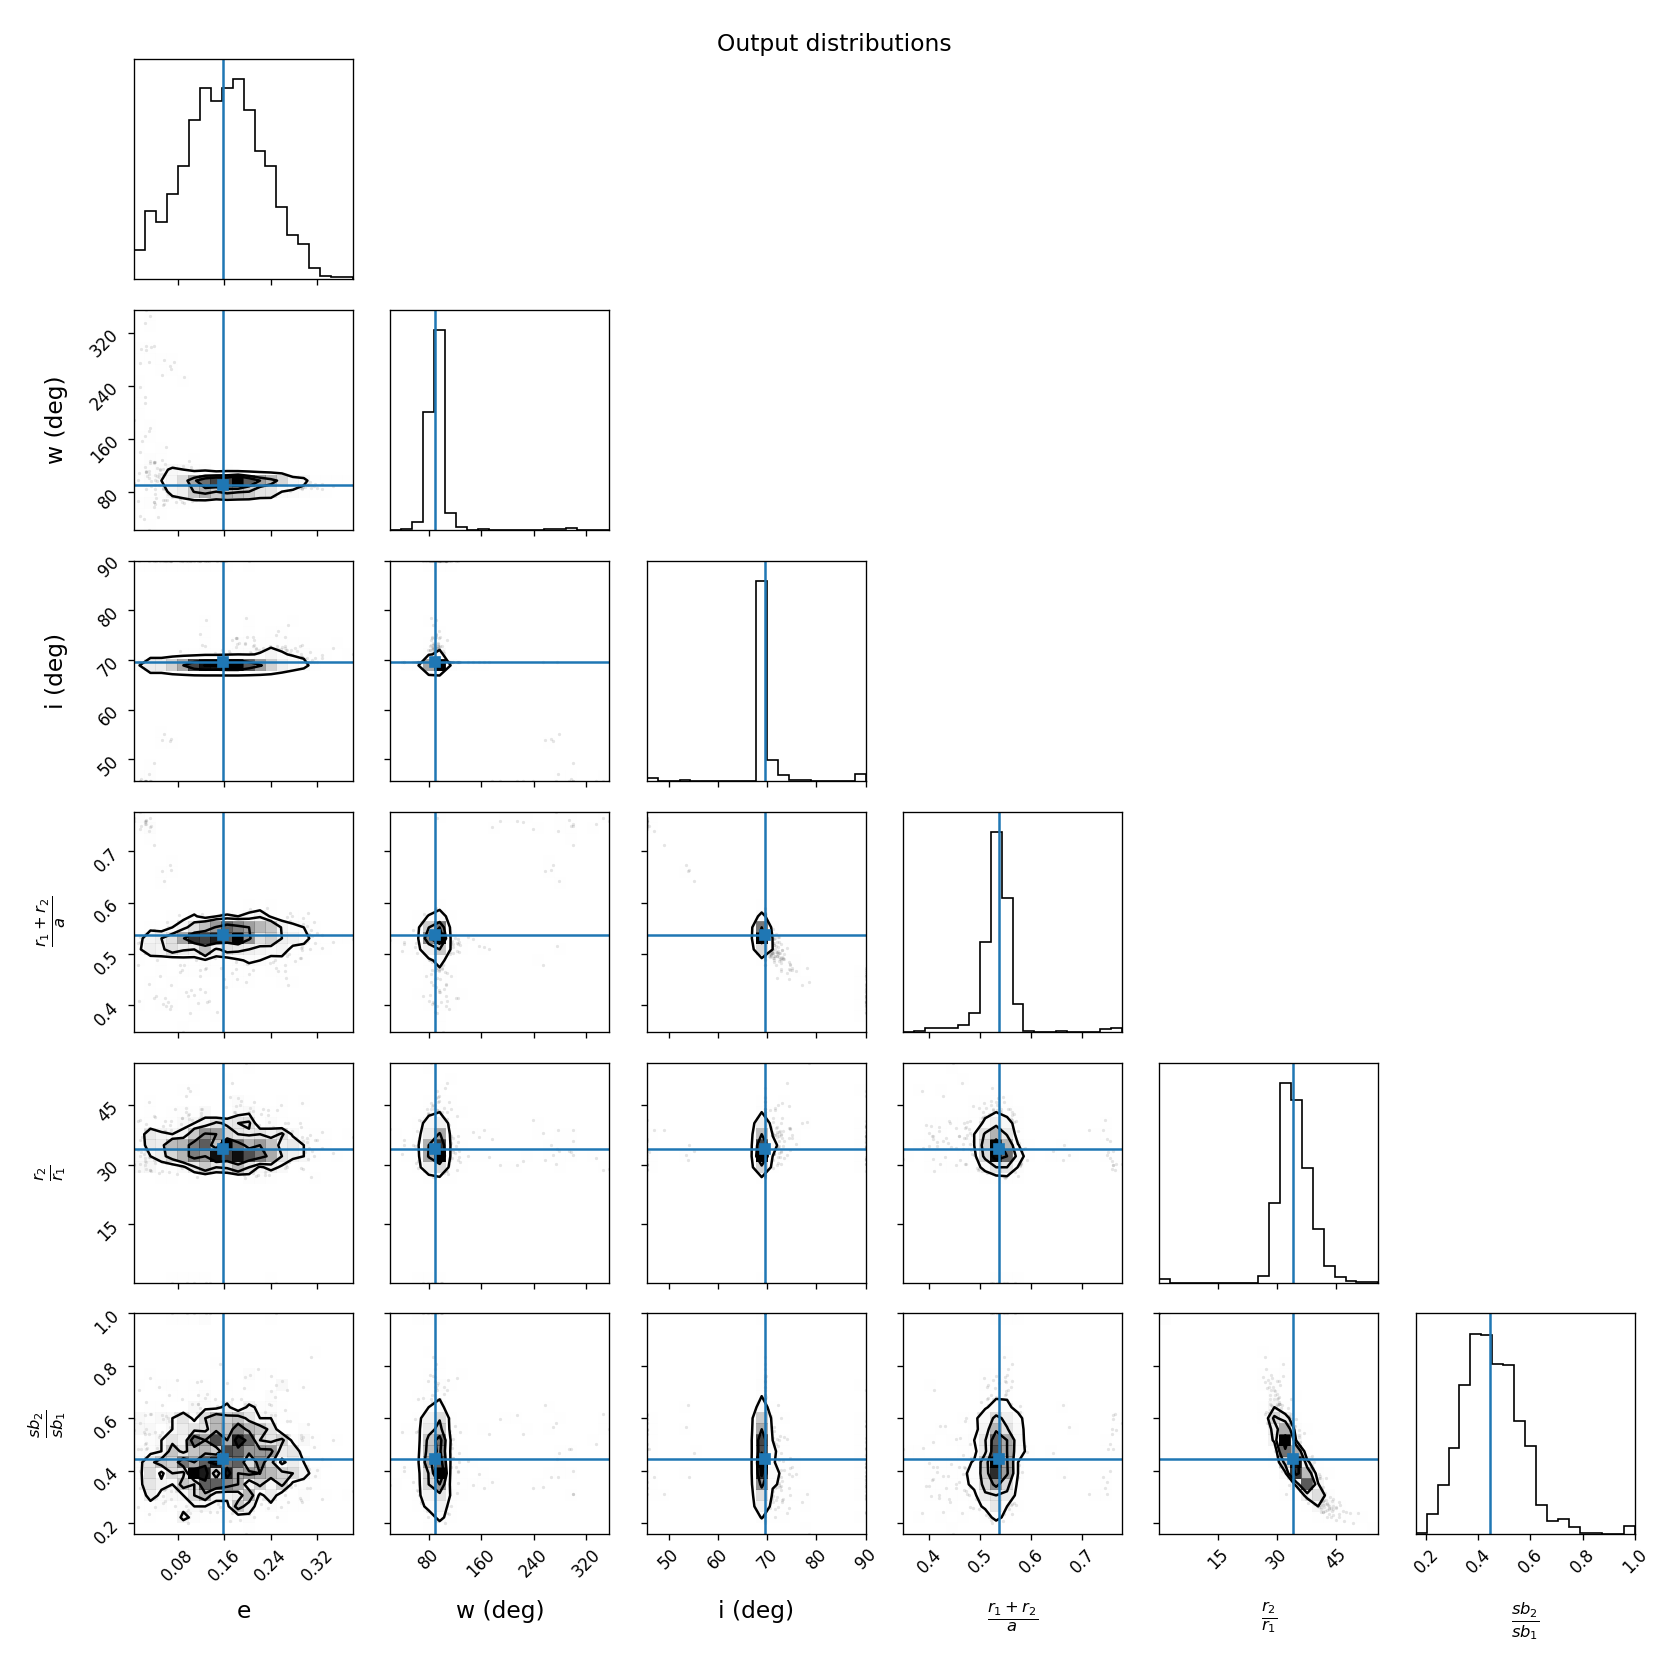 Output distributions
w (deg)
320
240
160
80
i (deg)
90
80
70
60
50
r₁ + r₂ / a
0.7
0.6
0.5
0.4
r₂ / r₁
45
30
15
sb₂ / sb₁
1.0
0.8
0.6
0.4
0.2
0.08 0.16 0.24 0.32 80 160 240 320 50 60 70 80 90 0.4 0.5 0.6 0.7 15 30 45 0.2 0.4 0.6 0.8 1.0
e w (deg) i (deg) r₁ + r₂ / a r₂ / r₁ sb₂ / sb₁